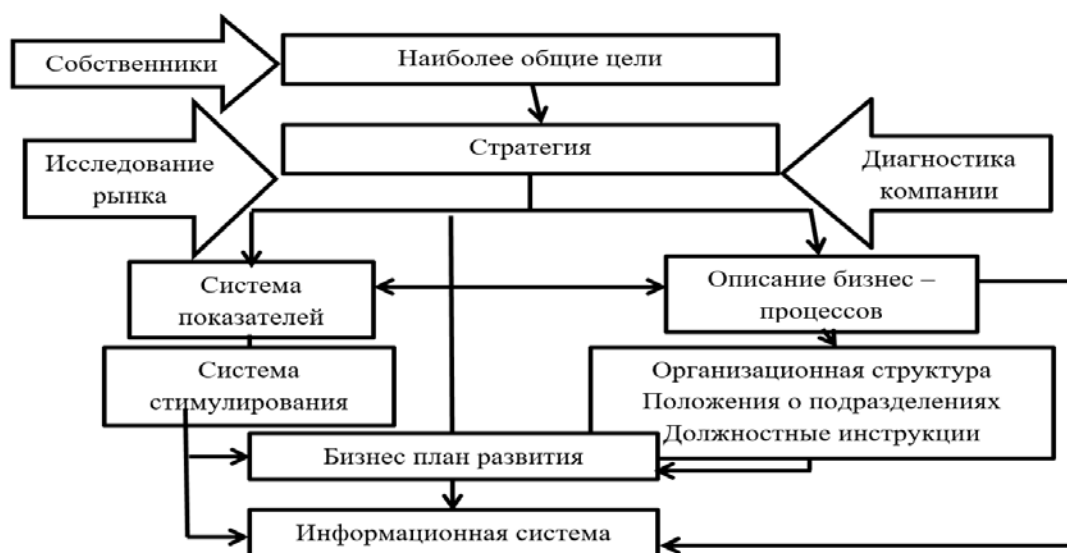 Собственники
Наиболее общие цели
Стратегия
Исследование
рынка
Диагностика
компании
Система
показателей
Описание бизнес –
процессов
Система
стимулирования
Организационная структура
Положения о подразделениях
Должностные инструкции
Бизнес план развития
Информационная система